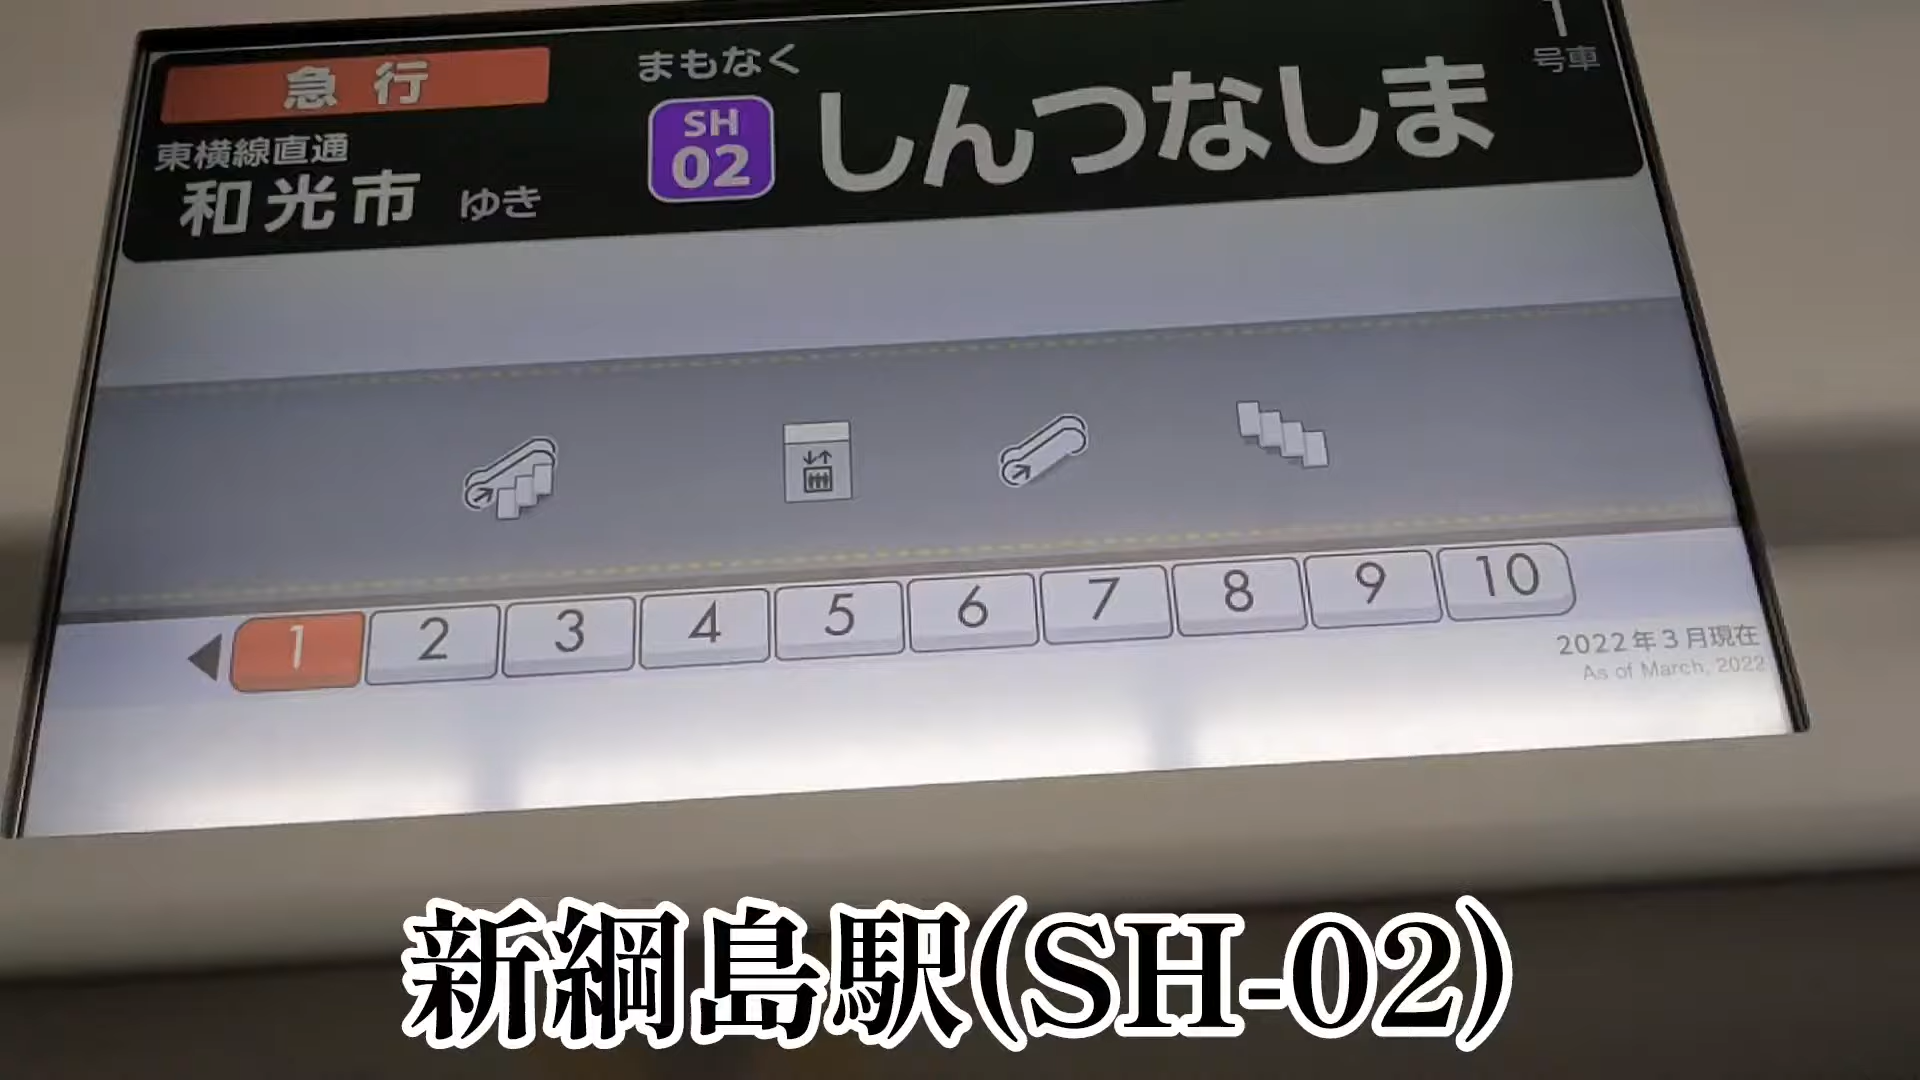 急行
東横線直通
和光市 ゆき
まもなく
SH
02
しんつなしま
1
号車
1 2 3 4 5 6 7 8 9 10
2022年3月現在
As of March, 2022
新綱島駅(SH-02)